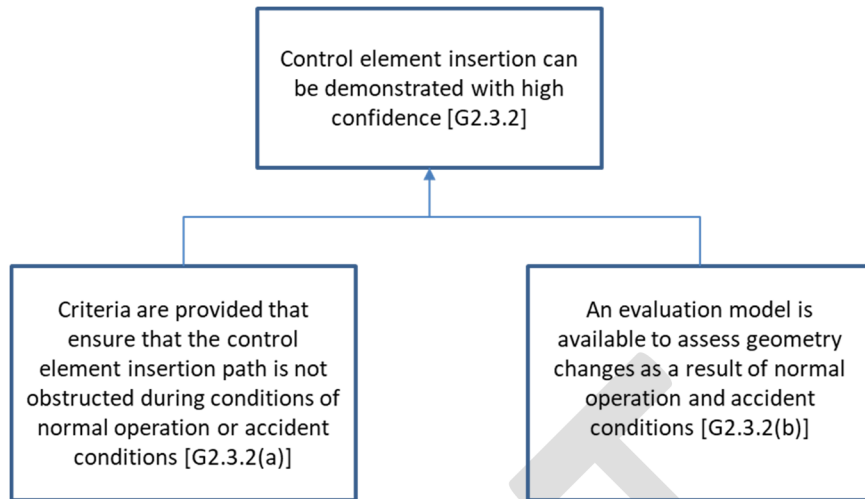 Control element insertion can
be demonstrated with high
confidence [G2.3.2]
Criteria are provided that
ensure that the control
element insertion path is not
obstructed during conditions of
normal operation or accident
conditions [G2.3.2(a)]
An evaluation model is
available to assess geometry
changes as a result of normal
operation and accident
conditions [G2.3.2(b)]